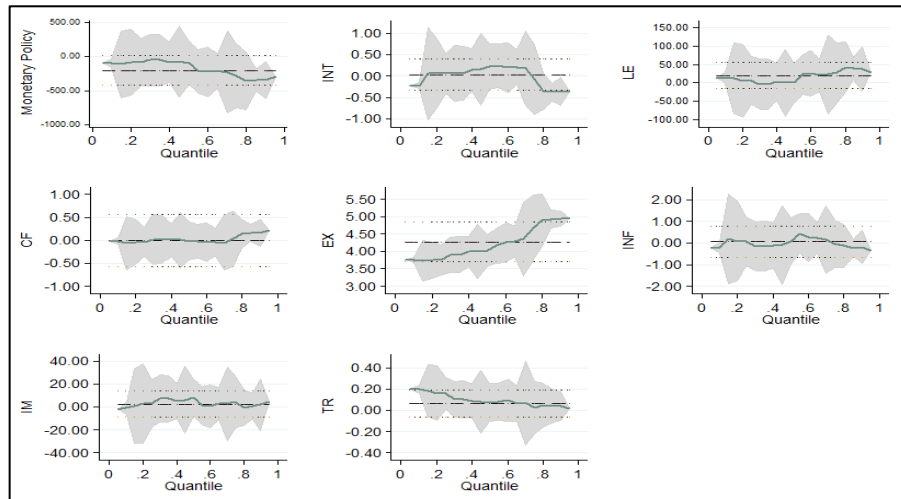 Monetary Policy
500.00
0.00
-500.00
-1000.00
0 .2 .4 .6 .8 1
Quantile
INT
1.00
0.50
0.00
-0.50
-1.00
0 .2 .4 .6 .8 1
Quantile
LE
150.00
100.00
50.00
0.00
-50.00
-100.00
0 .2 .4 .6 .8 1
Quantile
CF
1.00
0.50
0.00
-0.50
-1.00
0 .2 .4 .6 .8 1
Quantile
EX
5.50
5.00
4.50
4.00
3.50
3.00
0 .2 .4 .6 .8 1
Quantile
INF
2.00
1.00
0.00
-1.00
-2.00
0 .2 .4 .6 .8 1
Quantile
IM
40.00
20.00
0.00
-20.00
-40.00
0 .2 .4 .6 .8 1
Quantile
TR
0.40
0.20
0.00
-0.20
-0.40
0 .2 .4 .6 .8 1
Quantile